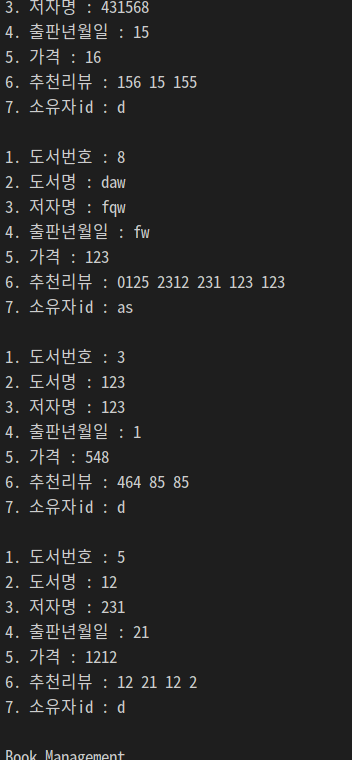 3. 저자명 : 431568
4. 출판년월일 : 15
5. 가격 : 16
6. 추천리뷰 : 156 15 155
7. 소유자id : d
1. 도서번호 : 8
2. 도서명 : daw
3. 저자명 : fqw
4. 출판년월일 : fw
5. 가격 : 123
6. 추천리뷰 : 0125 2312 231 123 123
7. 소유자id : as
1. 도서번호 : 3
2. 도서명 : 123
3. 저자명 : 123
4. 출판년월일 : 1
5. 가격 : 548
6. 추천리뷰 : 464 85 85
7. 소유자id : d
1. 도서번호 : 5
2. 도서명 : 12
3. 저자명 : 231
4. 출판년월일 : 21
5. 가격 : 1212
6. 추천리뷰 : 12 21 12 2
7. 소유자id : d
Book Management